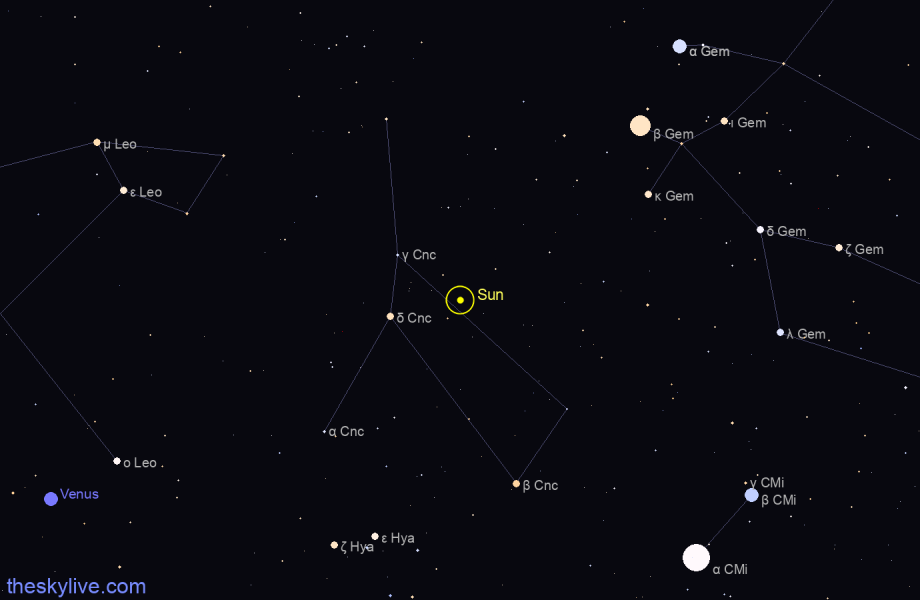 α Gem
ι Gem
β Gem
μ Leo
ε Leo
κ Gem
δ Gem
ζ Gem
γ Cnc
Sun
δ Cnc
λ Gem
α Cnc
ο Leo
β Cnc
γ CMi
Venus
β CMi
ε Hya
ζ Hya
α CMi
theskylive.com